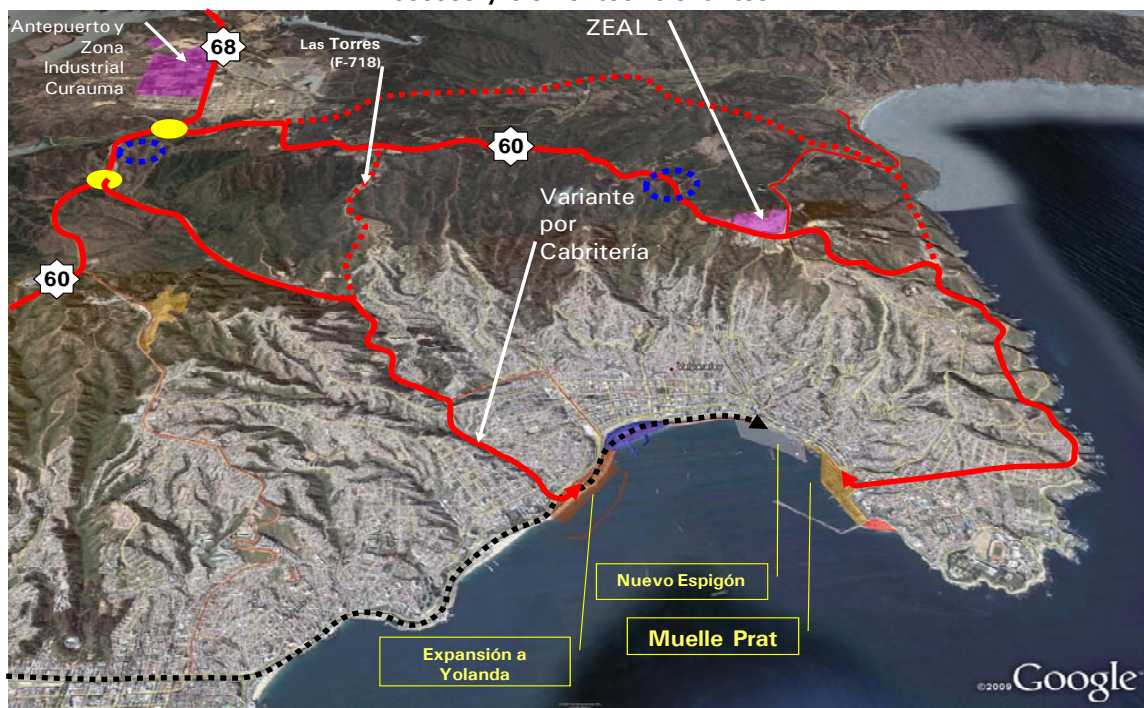 Antepuerto y
Zona
Industrial
Curauma
68
Las Torres
(F-718)
ZEAL
60
Variante
por
Cabritería
60
Valparaíso
Nuevo Espigón
Muelle Prat
Expansión a
Yolanda
©2009 Google